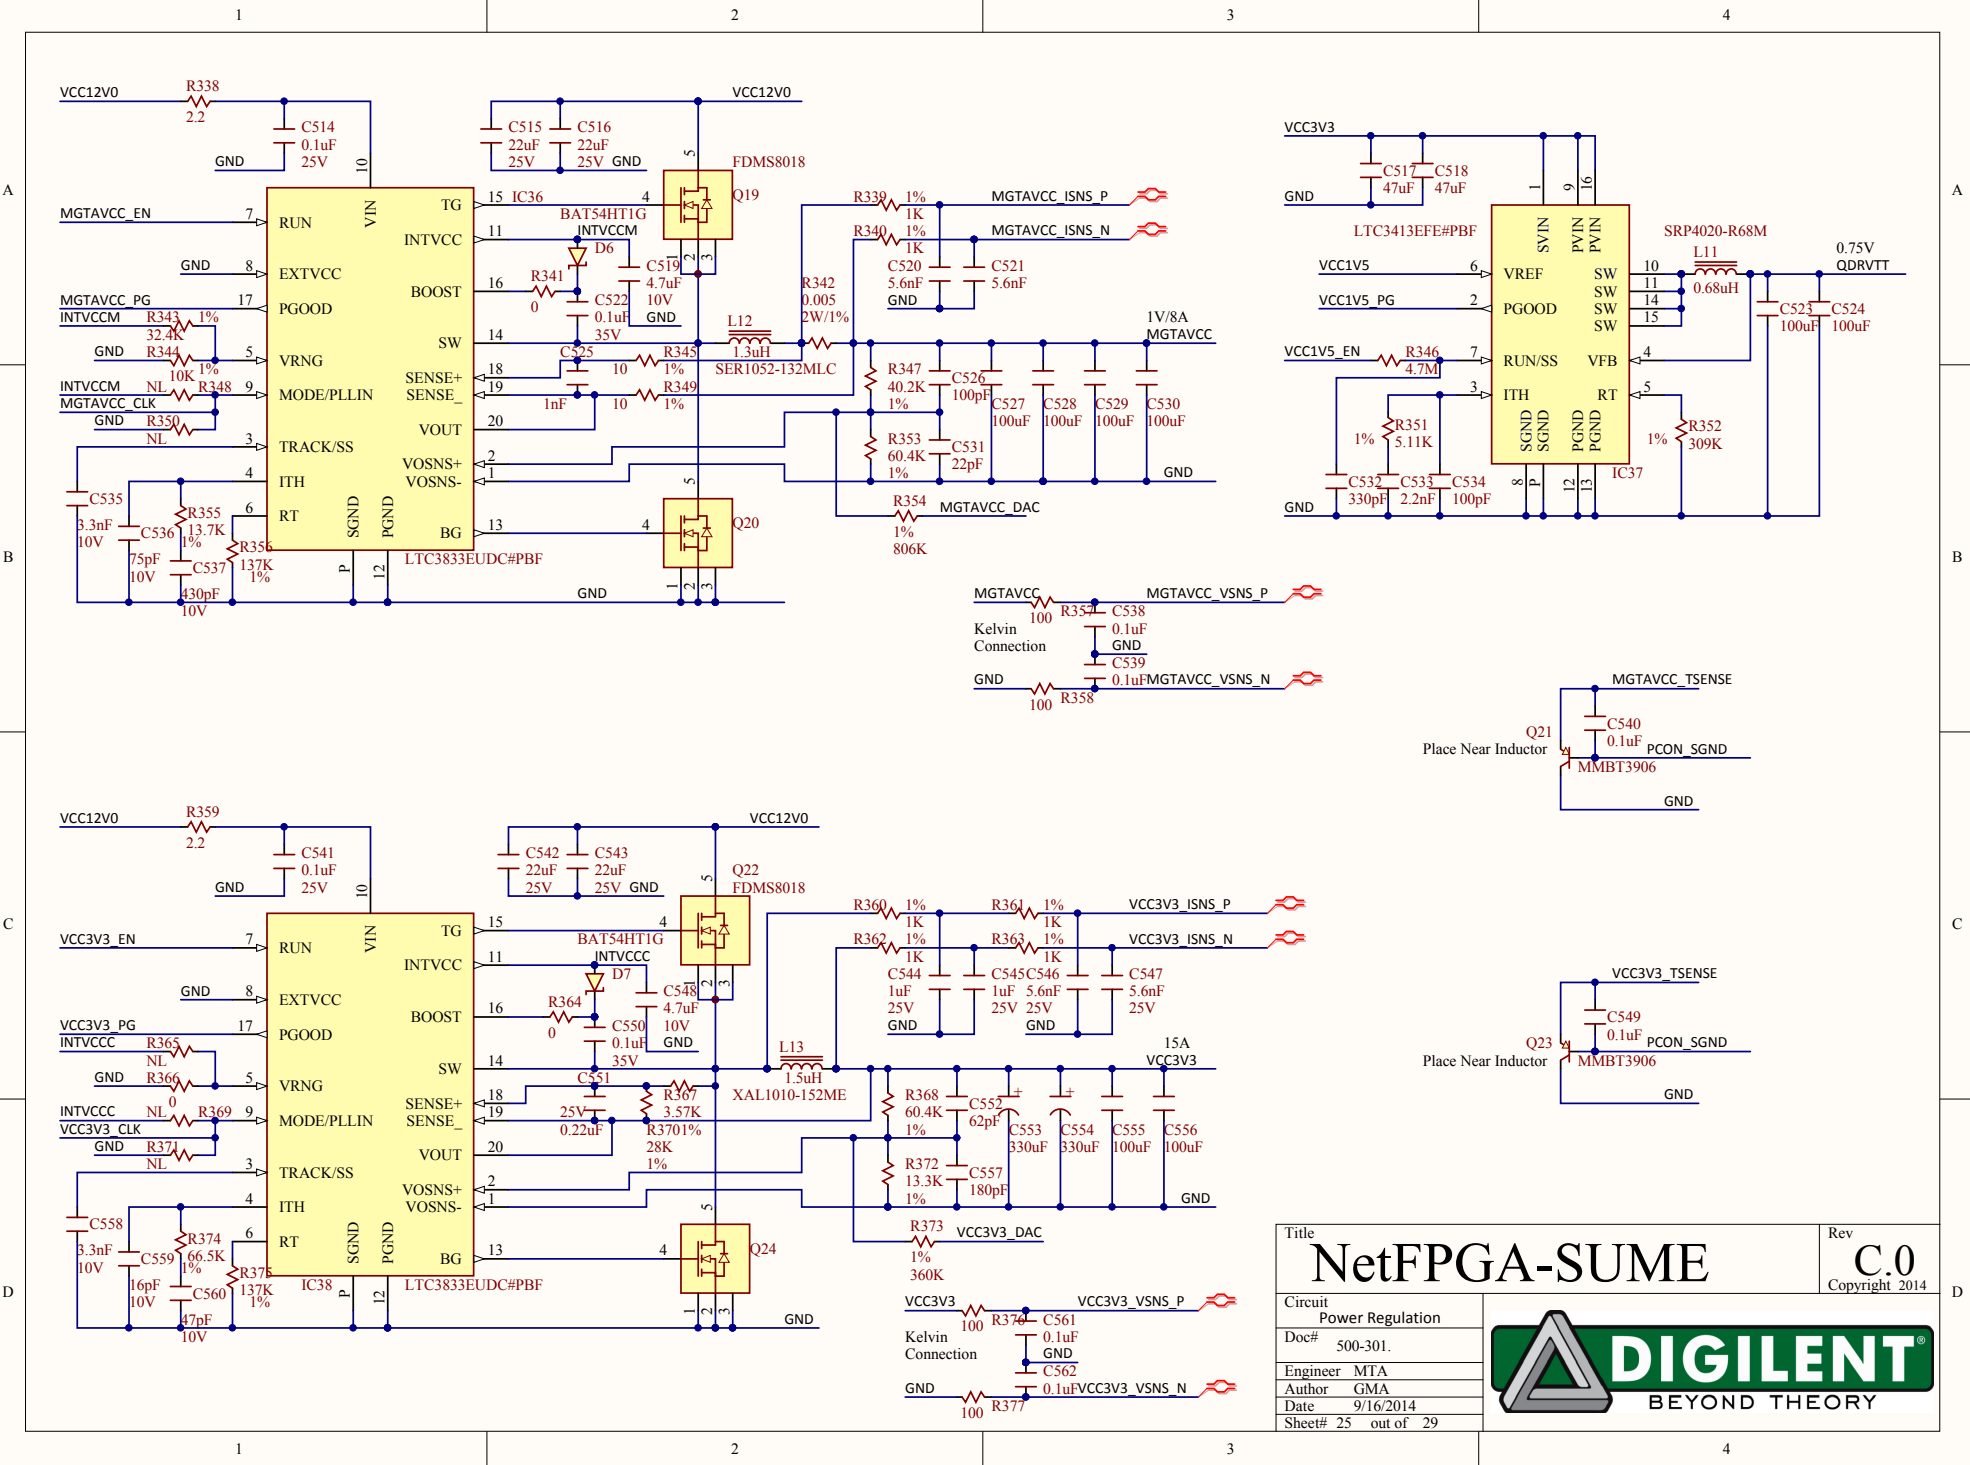 1 2 3 4
A A
B B
C C
D D
VCC12V0
R338
2.2
C514
0.1uF
25V
GND
10
VIN
MGTAVCC_EN
7 RUN
GND
8 EXTVCC
MGTAVCC_PG
17 PGOOD
INTVCCM
R343 1%
32.4K
GND
R344
10K 1%
5 VRNG
INTVCCM
NL R348
9 MODE/PLLIN
MGTAVCC_CLK
GND
R350
NL
3 TRACK/SS
4 ITH
6 RT
C535
3.3nF
10V
C536
75pF
10V
R355
13.7K
1%
C537
430pF
10V
R356
137K
1%
SGND
PGND
P
12
LTC3833EUDC#PBF
TG 15
IC36
INTVCC 11
BOOST 16
SW 14
SENSE+ 18
SENSE_ 19
VOUT 20
VOSNS+ 2
VOSNS- 1
BG 13
C515
22uF
25V
C516
22uF
25V
GND
VCC12V0
FDMS8018
Q19
5
4
1 2 3
BAT54HT1G
INTVCCM
D6
R341
0
C519
4.7uF
10V
GND
C522
0.1uF
35V
C525
1nF
R345
10 1%
R349
10 1%
L12
1.3uH
SER1052-132MLC
R342
0.005
2W/1%
R339 1%
1K
R340 1%
1K
MGTAVCC_ISNS_P
MGTAVCC_ISNS_N
C520
5.6nF
C521
5.6nF
GND
1V/8A
MGTAVCC
R347
40.2K
1%
C526
100pF
C527
100uF
C528
100uF
C529
100uF
C530
100uF
R353
60.4K
1%
C531
22pF
GND
R354
1%
806K
MGTAVCC_DAC
Q20
5
4
1 2 3
GND
MGTAVCC
R357
100
C538
0.1uF
MGTAVCC_VSNS_P
Kelvin
Connection
GND
C539
0.1uF
GND
100 R358
MGTAVCC_VSNS_N
VCC3V3
C517
47uF
C518
47uF
GND
LTC3413EFE#PBF
1 9 16
SVIN PVIN PVIN
VCC1V5
6 VREF
VCC1V5_PG
2 PGOOD
VCC1V5_EN
R346
4.7M
7 RUN/SS
3 ITH
SW 10
SW 11
SW 14
SW 15
VFB 4
RT 5
SGND SGND PGND PGND
8 P 12 13
IC37
SRP4020-R68M
L11
0.68uH
0.75V
QDRVTT
C523
100uF
C524
100uF
R351
1% 5.11K
R352
1% 309K
C532
330pF
C533
2.2nF
C534
100pF
GND
MGTAVCC_TSENSE
C540
0.1uF
Q21
Place Near Inductor
PCON_SGND
MMBT3906
GND
VCC12V0
R359
2.2
C541
0.1uF
25V
GND
10
VIN
VCC3V3_EN
7 RUN
GND
8 EXTVCC
VCC3V3_PG
17 PGOOD
INTVCCC
R365
NL
GND
R366
0
5 VRNG
INTVCCC
NL R369
9 MODE/PLLIN
VCC3V3_CLK
GND
R371
NL
3 TRACK/SS
4 ITH
6 RT
C558
3.3nF
10V
C559
16pF
10V
R374
66.5K
1%
C560
47pF
10V
R375
137K
1%
SGND
PGND
P
12
IC38
LTC3833EUDC#PBF
TG 15
INTVCC 11
BOOST 16
SW 14
SENSE+ 18
SENSE_ 19
VOUT 20
VOSNS+ 2
VOSNS- 1
BG 13
C542
22uF
25V
C543
22uF
25V
GND
VCC12V0
Q22
FDMS8018
5
4
1 2 3
BAT54HT1G
INTVCCC
D7
R364
0
C548
4.7uF
10V
GND
C550
0.1uF
35V
C551
25V
0.22uF
R367
3.57K
1%
R370
28K
1%
L13
1.5uH
XAL1010-152ME
R360 1%
1K
R361 1%
1K
VCC3V3_ISNS_P
R362 1%
1K
R363 1%
1K
VCC3V3_ISNS_N
C544
1uF
25V
C545
1uF
25V
C546
5.6nF
25V
C547
5.6nF
25V
GND
GND
15A
VCC3V3
R368
60.4K
1%
C552
62pF
C553
330uF
C554
330uF
C555
100uF
C556
100uF
R372
13.3K
1%
C557
180pF
GND
R373
1%
360K
VCC3V3_DAC
Q24
5
4
1 2 3
GND
VCC3V3
100 R376
C561
0.1uF
VCC3V3_VSNS_P
Kelvin
Connection
GND
C562
0.1uF
GND
100 R377
VCC3V3_VSNS_N
VCC3V3_TSENSE
C549
0.1uF
Q23
Place Near Inductor
PCON_SGND
MMBT3906
GND
Title
NetFPGA-SUME
Rev
C.0
Copyright 2014
Circuit
Power Regulation
Doc# 500-301.
Engineer MTA
Author GMA
Date 9/16/2014
Sheet# 25 out of 29
DIGILENT®
BEYOND THEORY
1 2 3 4